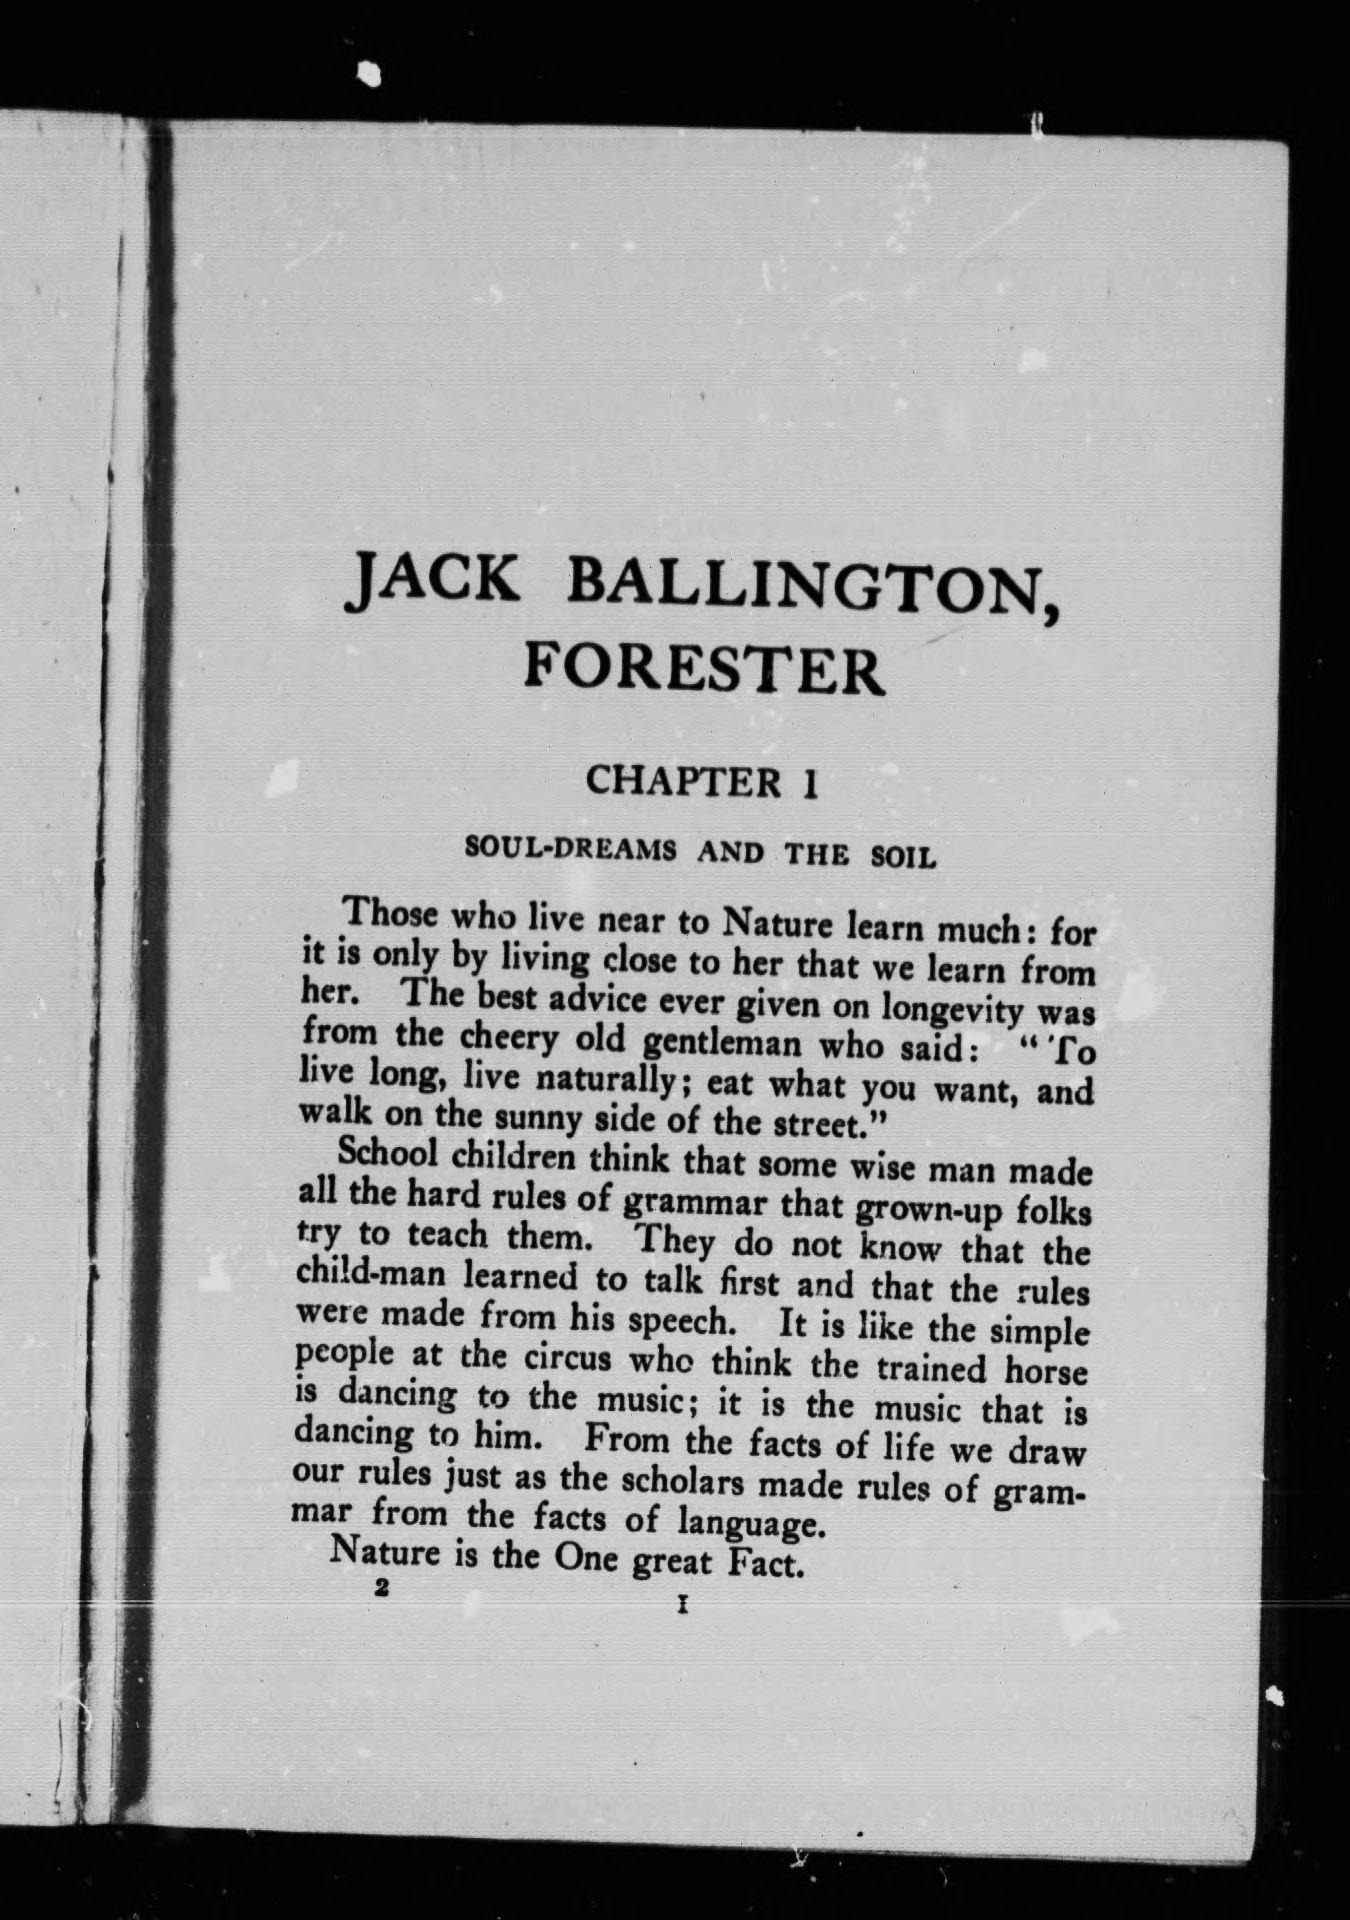 JACK BALLINGTON,
FORESTER
CHAPTER 1
SOUL-DREAMS AND THE SOIL
Those who live near to Nature learn much: for
it is only by living close to her that we learn from
her. The best advice ever given on longevity was
from the cheery old gentleman who said: "To
live long, live naturally; eat what you want, and
walk on the sunny side of the street."
School children think that some wise man made
all the hard rules of grammar that grown-up folks
try to teach them. They do not know that the
child-man learned to talk first and that the rules
were made from his speech. It is like the simple
people at the circus who think the trained horse
is dancing to the music; it is the music that is
dancing to him. From the facts of life we draw
our rules just as the scholars made rules of gram-
mar from the facts of language.
Nature is the One great Fact.
2 I